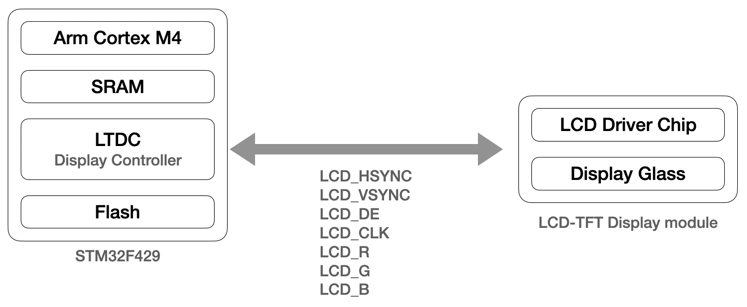 Arm Cortex M4
SRAM
LTDC
Display Controller
Flash
STM32F429
LCD_HSYNC
LCD_VSYNC
LCD_DE
LCD_CLK
LCD_R
LCD_G
LCD_B
LCD Driver Chip
Display Glass
LCD-TFT Display module